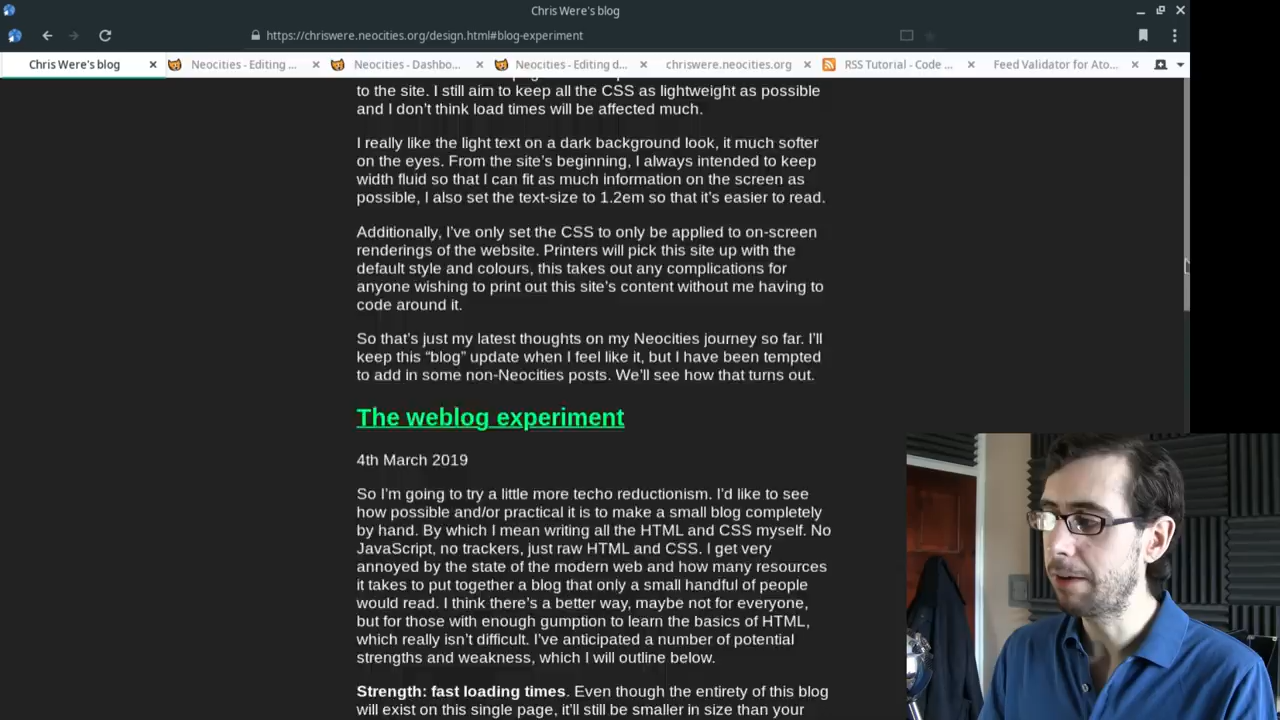 Chris Were's blog
https://chriswere.neocities.org/design.html#blog-experiment
Chris Were's blog
Neocities - Editing ...
Neocities - Dashbo...
Neocities - Editing d...
chriswere.neocities.org
RSS Tutorial - Code ...
Feed Validator for Ato...
to the site. I still aim to keep all the CSS as lightweight as possible
and I don’t think load times will be affected much.
I really like the light text on a dark background look, it much softer
on the eyes. From the site’s beginning, I always intended to keep
width fluid so that I can fit as much information on the screen as
possible, I also set the text-size to 1.2em so that it’s easier to read.
Additionally, I’ve only set the CSS to only be applied to on-screen
renderings of the website. Printers will pick this site up with the
default style and colours, this takes out any complications for
anyone wishing to print out this site’s content without me having to
code around it.
So that’s just my latest thoughts on my Neocities journey so far. I’ll
keep this “blog” update when I feel like it, but I have been tempted
to add in some non-Neocities posts. We’ll see how that turns out.
The weblog experiment
4th March 2019
So I’m going to try a little more techo reductionism. I’d like to see
how possible and/or practical it is to make a small blog completely
by hand. By which I mean writing all the HTML and CSS myself. No
JavaScript, no trackers, just raw HTML and CSS. I get very
annoyed by the state of the modern web and how many resources
it takes to put together a blog that only a small handful of people
would read. I think there’s a better way, maybe not for everyone,
but for those with enough gumption to learn the basics of HTML,
which really isn’t difficult. I’ve anticipated a number of potential
strengths and weakness, which I will outline below.
Strength: fast loading times. Even though the entirety of this blog
will exist on this single page, it’ll still be smaller in size than your